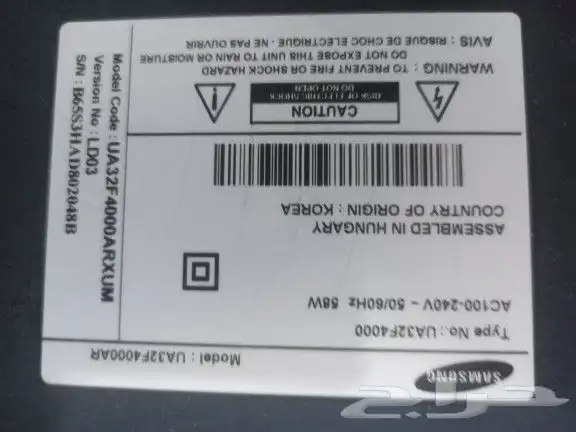 SAMSUNG
Model : UA32F4000AR
Type No. : UA32F4000
AC100-240V ~ 50/60Hz 58W
ASSEMBLED IN HUNGARY
COUNTRY OF ORIGIN : KOREA
CAUTION
RISK OF ELECTRIC SHOCK
DO NOT OPEN
WARNING : TO PREVENT FIRE OR SHOCK HAZARD
DO NOT EXPOSE THIS UNIT TO RAIN OR MOISTURE
AVIS : RISQUE DE CHOC ELECTRIQUE - NE PAS OUVRIR
Model Code : UA32F4000ARXUM
Version No : LD03
S/N : B65S3HAD802048B
حراج